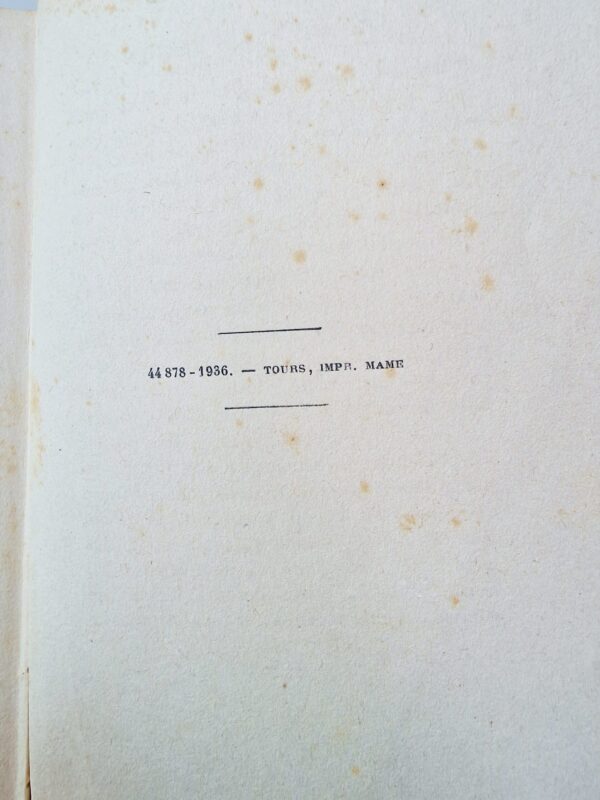 44 878 - 1936. — TOURS, IMPR. MAME